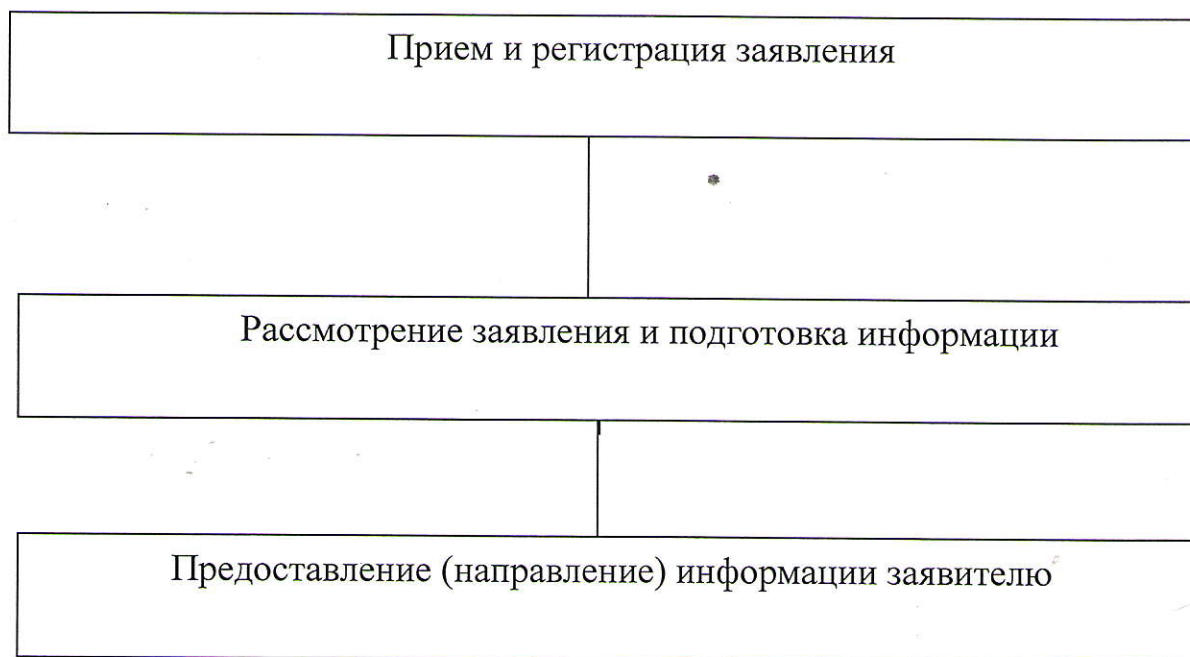 Прием и регистрация заявления
Рассмотрение заявления и подготовка информации
Предоставление (направление) информации заявителю